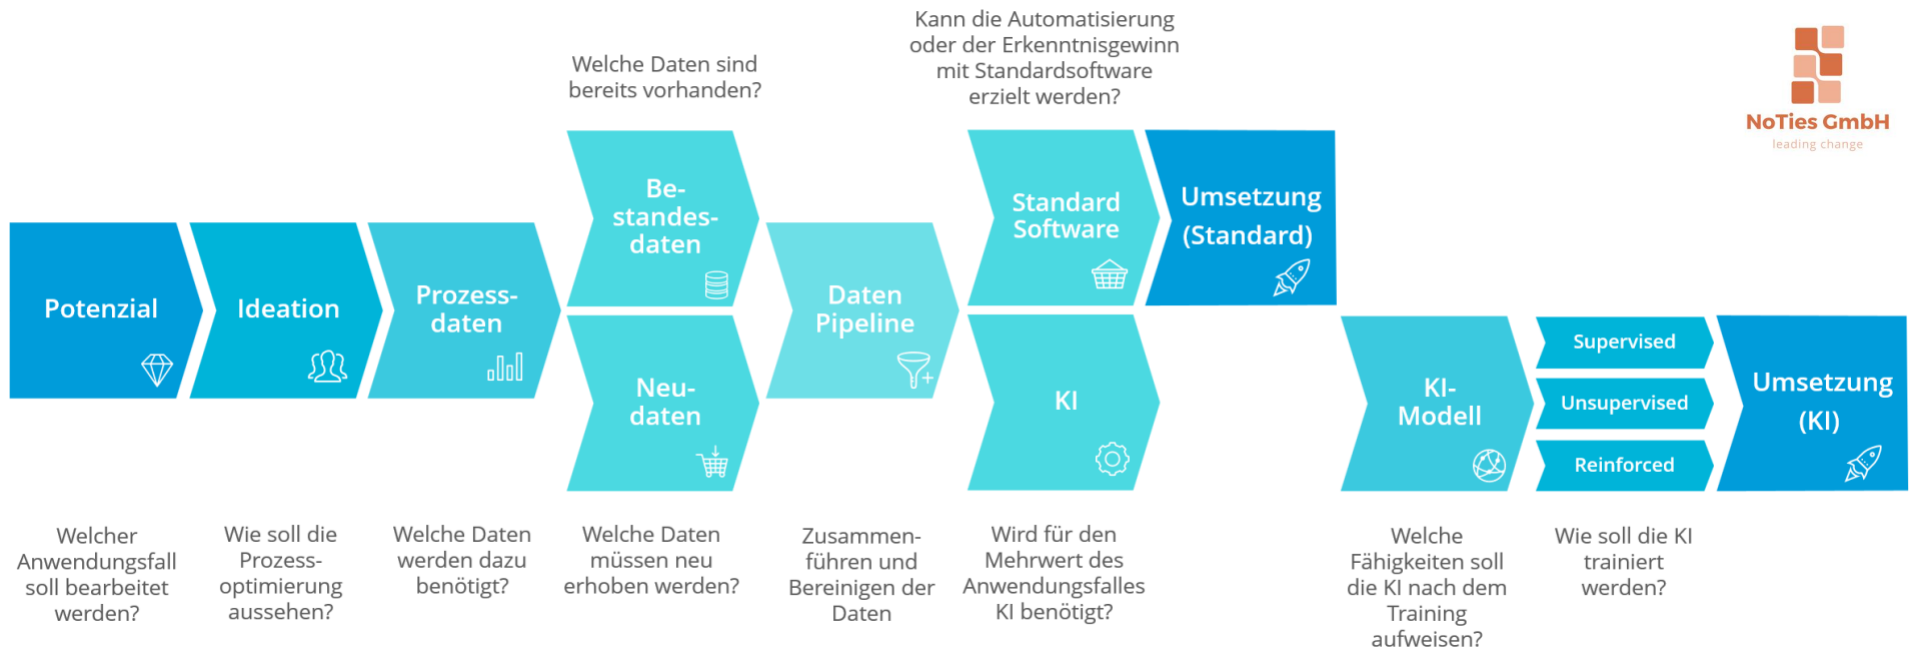 Kann die Automatisierung
oder der Erkenntnisgewinn
mit Standardsoftware
erzielt werden?
Welche Daten sind
bereits vorhanden?
NoTies GmbH
leading change
Potenzial
Ideation
Prozess-
daten
Be-
standes-
daten
Neu-
daten
Daten
Pipeline
Standard
Software
Umsetzung
(Standard)
KI
KI-
Modell
Supervised
Unsupervised
Reinforced
Umsetzung
(KI)
Welcher
Anwendungsfall
soll bearbeitet
werden?
Wie soll die
Prozess-
optimierung
aussehen?
Welche Daten
werden dazu
benötigt?
Welche Daten
müssen neu
erhoben werden?
Zusammen-
führen und
Bereinigen der
Daten
Wird für den
Mehrwert des
Anwendungsfalles
KI benötigt?
Welche
Fähigkeiten soll
die KI nach dem
Training
aufweisen?
Wie soll die KI
trainiert
werden?